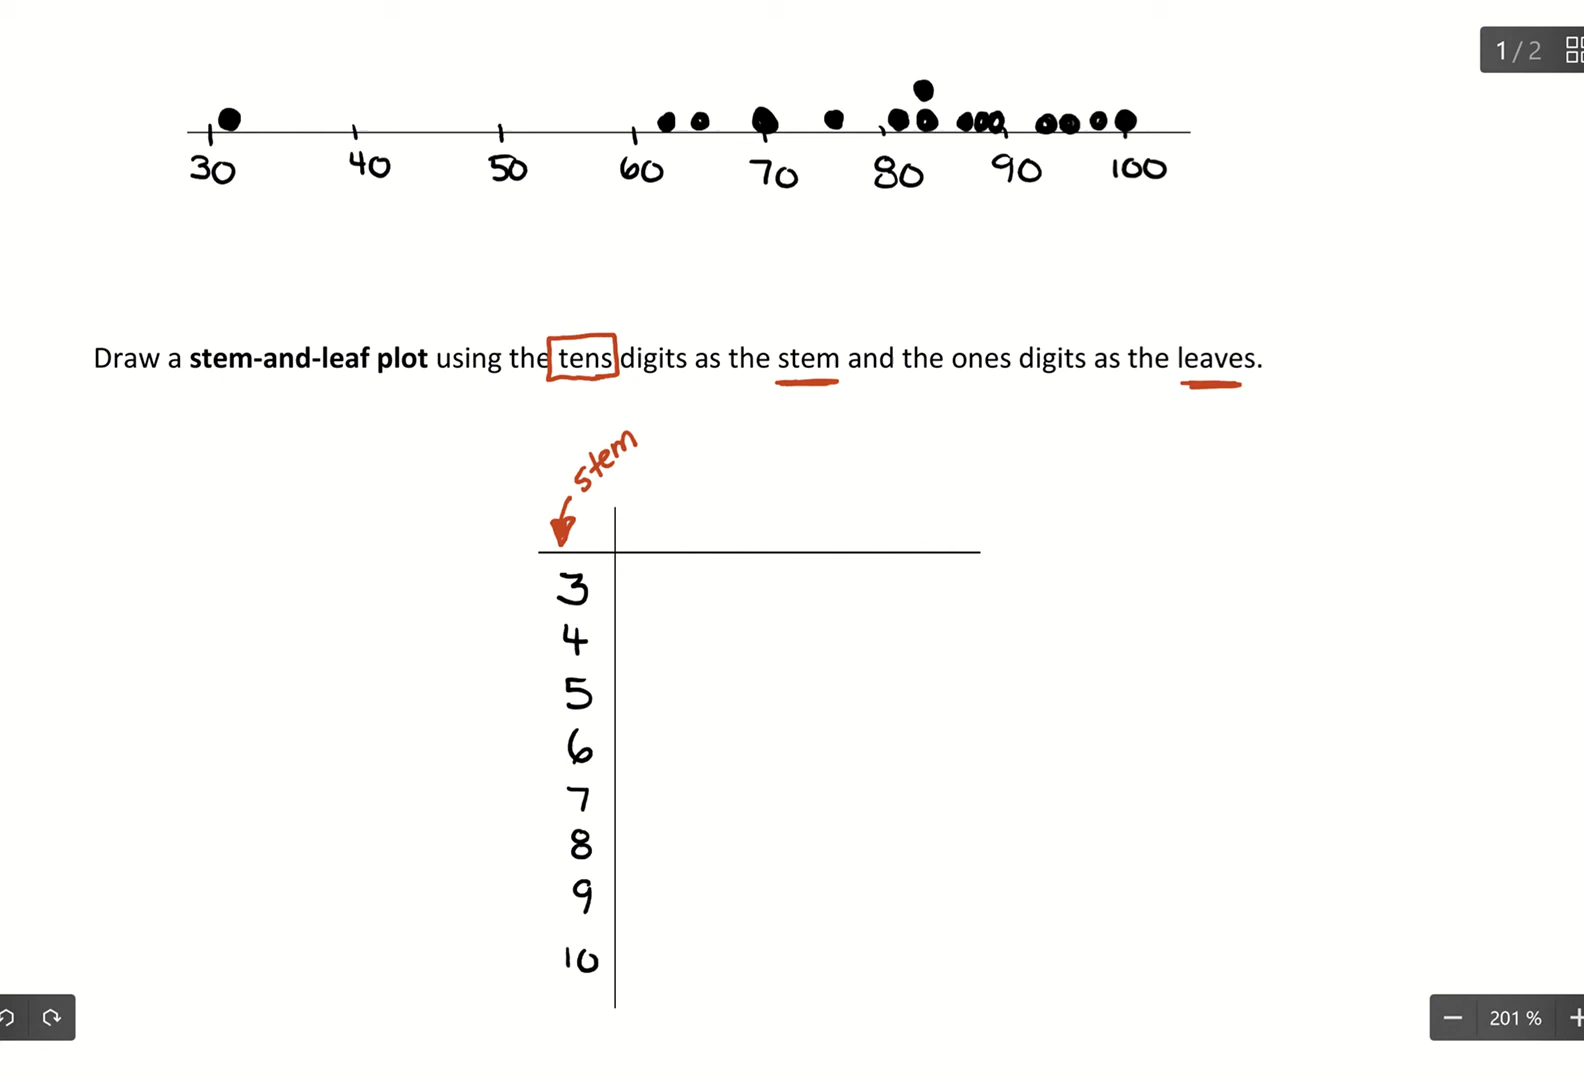 1 / 2
30 40 50 60 70 80 90 100
Draw a stem-and-leaf plot using the tens digits as the stem and the ones digits as the leaves.
stem
3
4
5
6
7
8
9
10
201 %